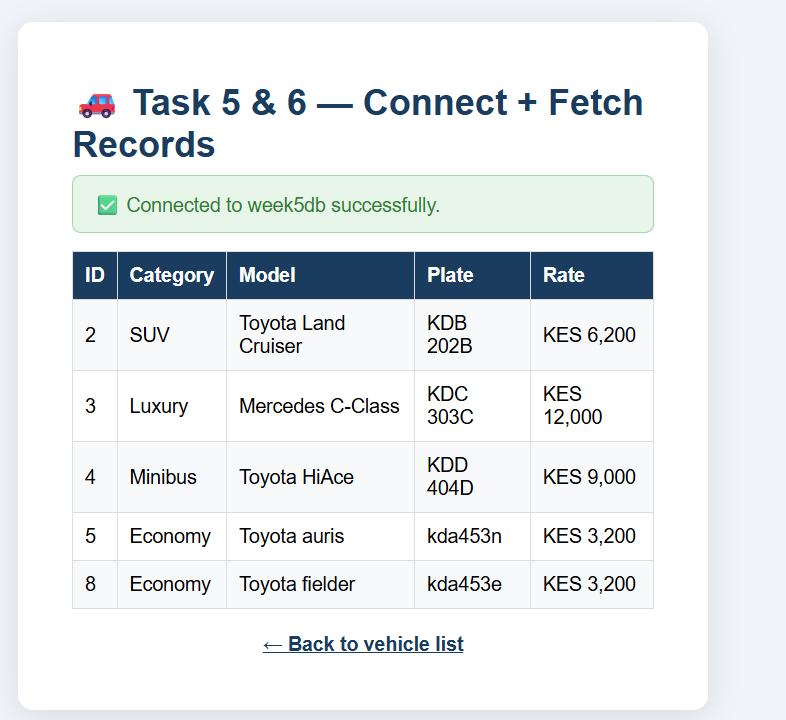 🚗 Task 5 & 6 — Connect + Fetch
Records
✅ Connected to week5db successfully.
ID Category Model Plate Rate
2 SUV Toyota Land Cruiser KDB 202B KES 6,200
3 Luxury Mercedes C-Class KDC 303C KES 12,000
4 Minibus Toyota HiAce KDD 404D KES 9,000
5 Economy Toyota auris kda453n KES 3,200
8 Economy Toyota fielder kda453e KES 3,200
← Back to vehicle list